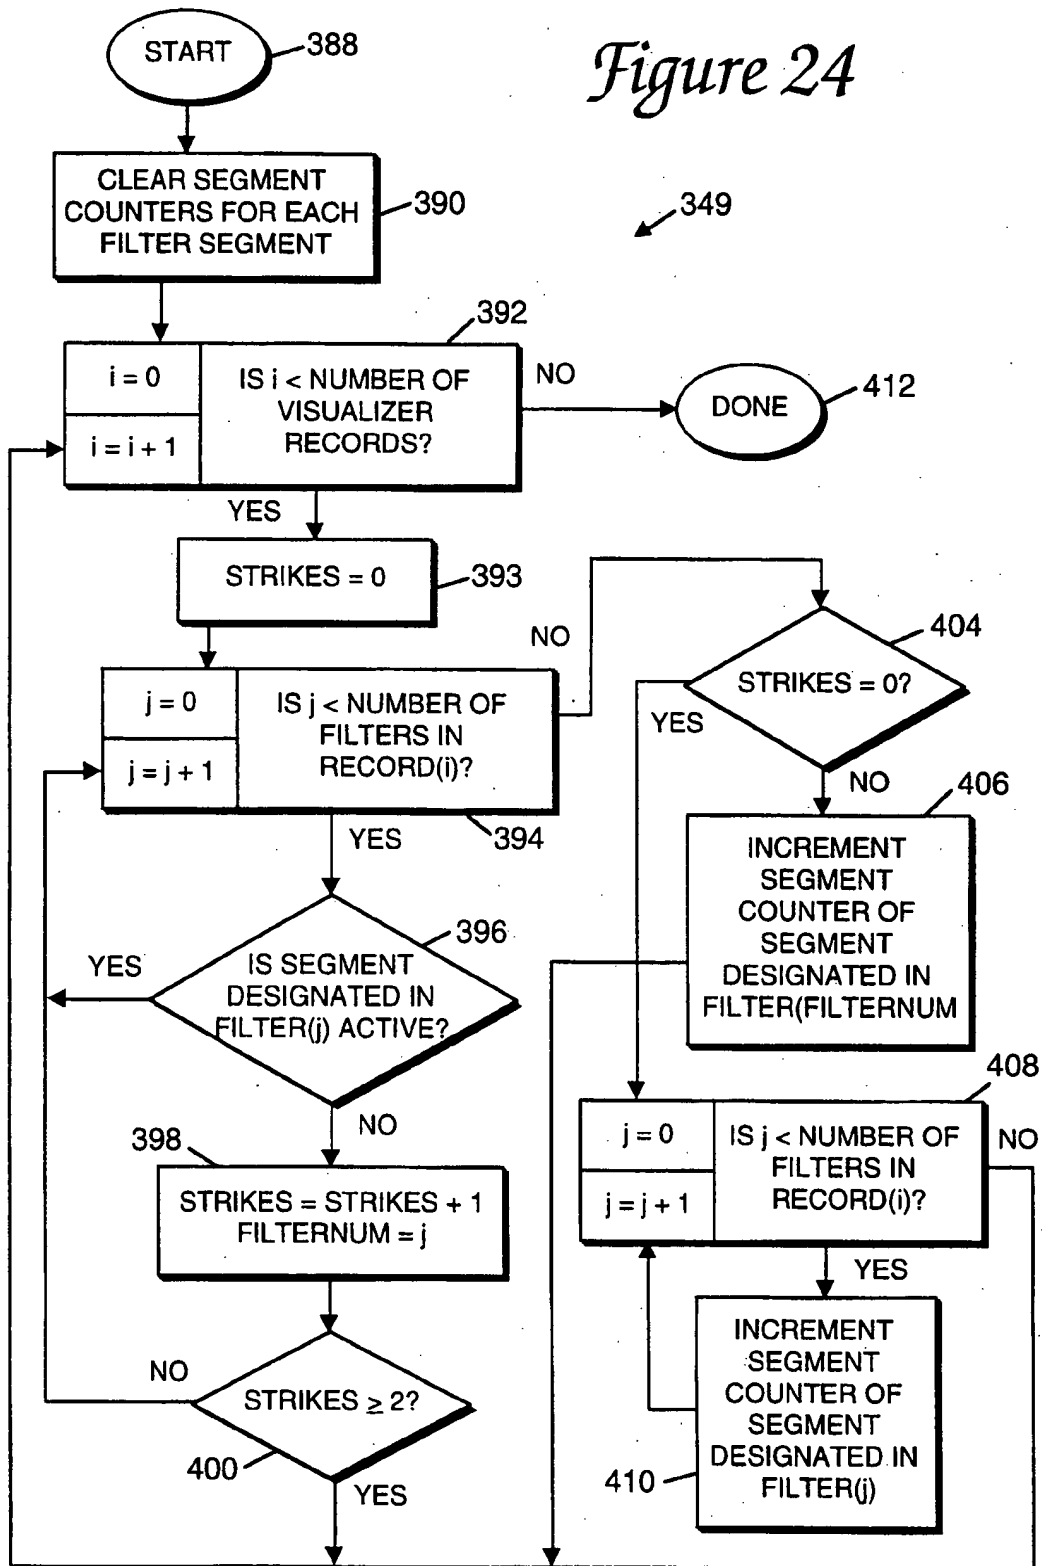 START
388
Figure 24
CLEAR SEGMENT
COUNTERS FOR EACH
FILTER SEGMENT
390
349
392
i = 0
i = i + 1
IS i < NUMBER OF
VISUALIZER
RECORDS?
NO
DONE
412
YES
STRIKES = 0
393
NO
404
STRIKES = 0?
YES
NO
j = 0
j = j + 1
IS j < NUMBER OF
FILTERS IN
RECORD(i)?
394
YES
406
INCREMENT
SEGMENT
COUNTER OF
SEGMENT
DESIGNATED IN
FILTER(FILTERNUM
396
YES
IS SEGMENT
DESIGNATED IN
FILTER(j) ACTIVE?
NO
408
j = 0
j = j + 1
IS j < NUMBER OF
FILTERS IN
RECORD(i)?
NO
YES
398
STRIKES = STRIKES + 1
FILTERNUM = j
NO
STRIKES ≥ 2?
400
YES
410
INCREMENT
SEGMENT
COUNTER OF
SEGMENT
DESIGNATED IN
FILTER(j)